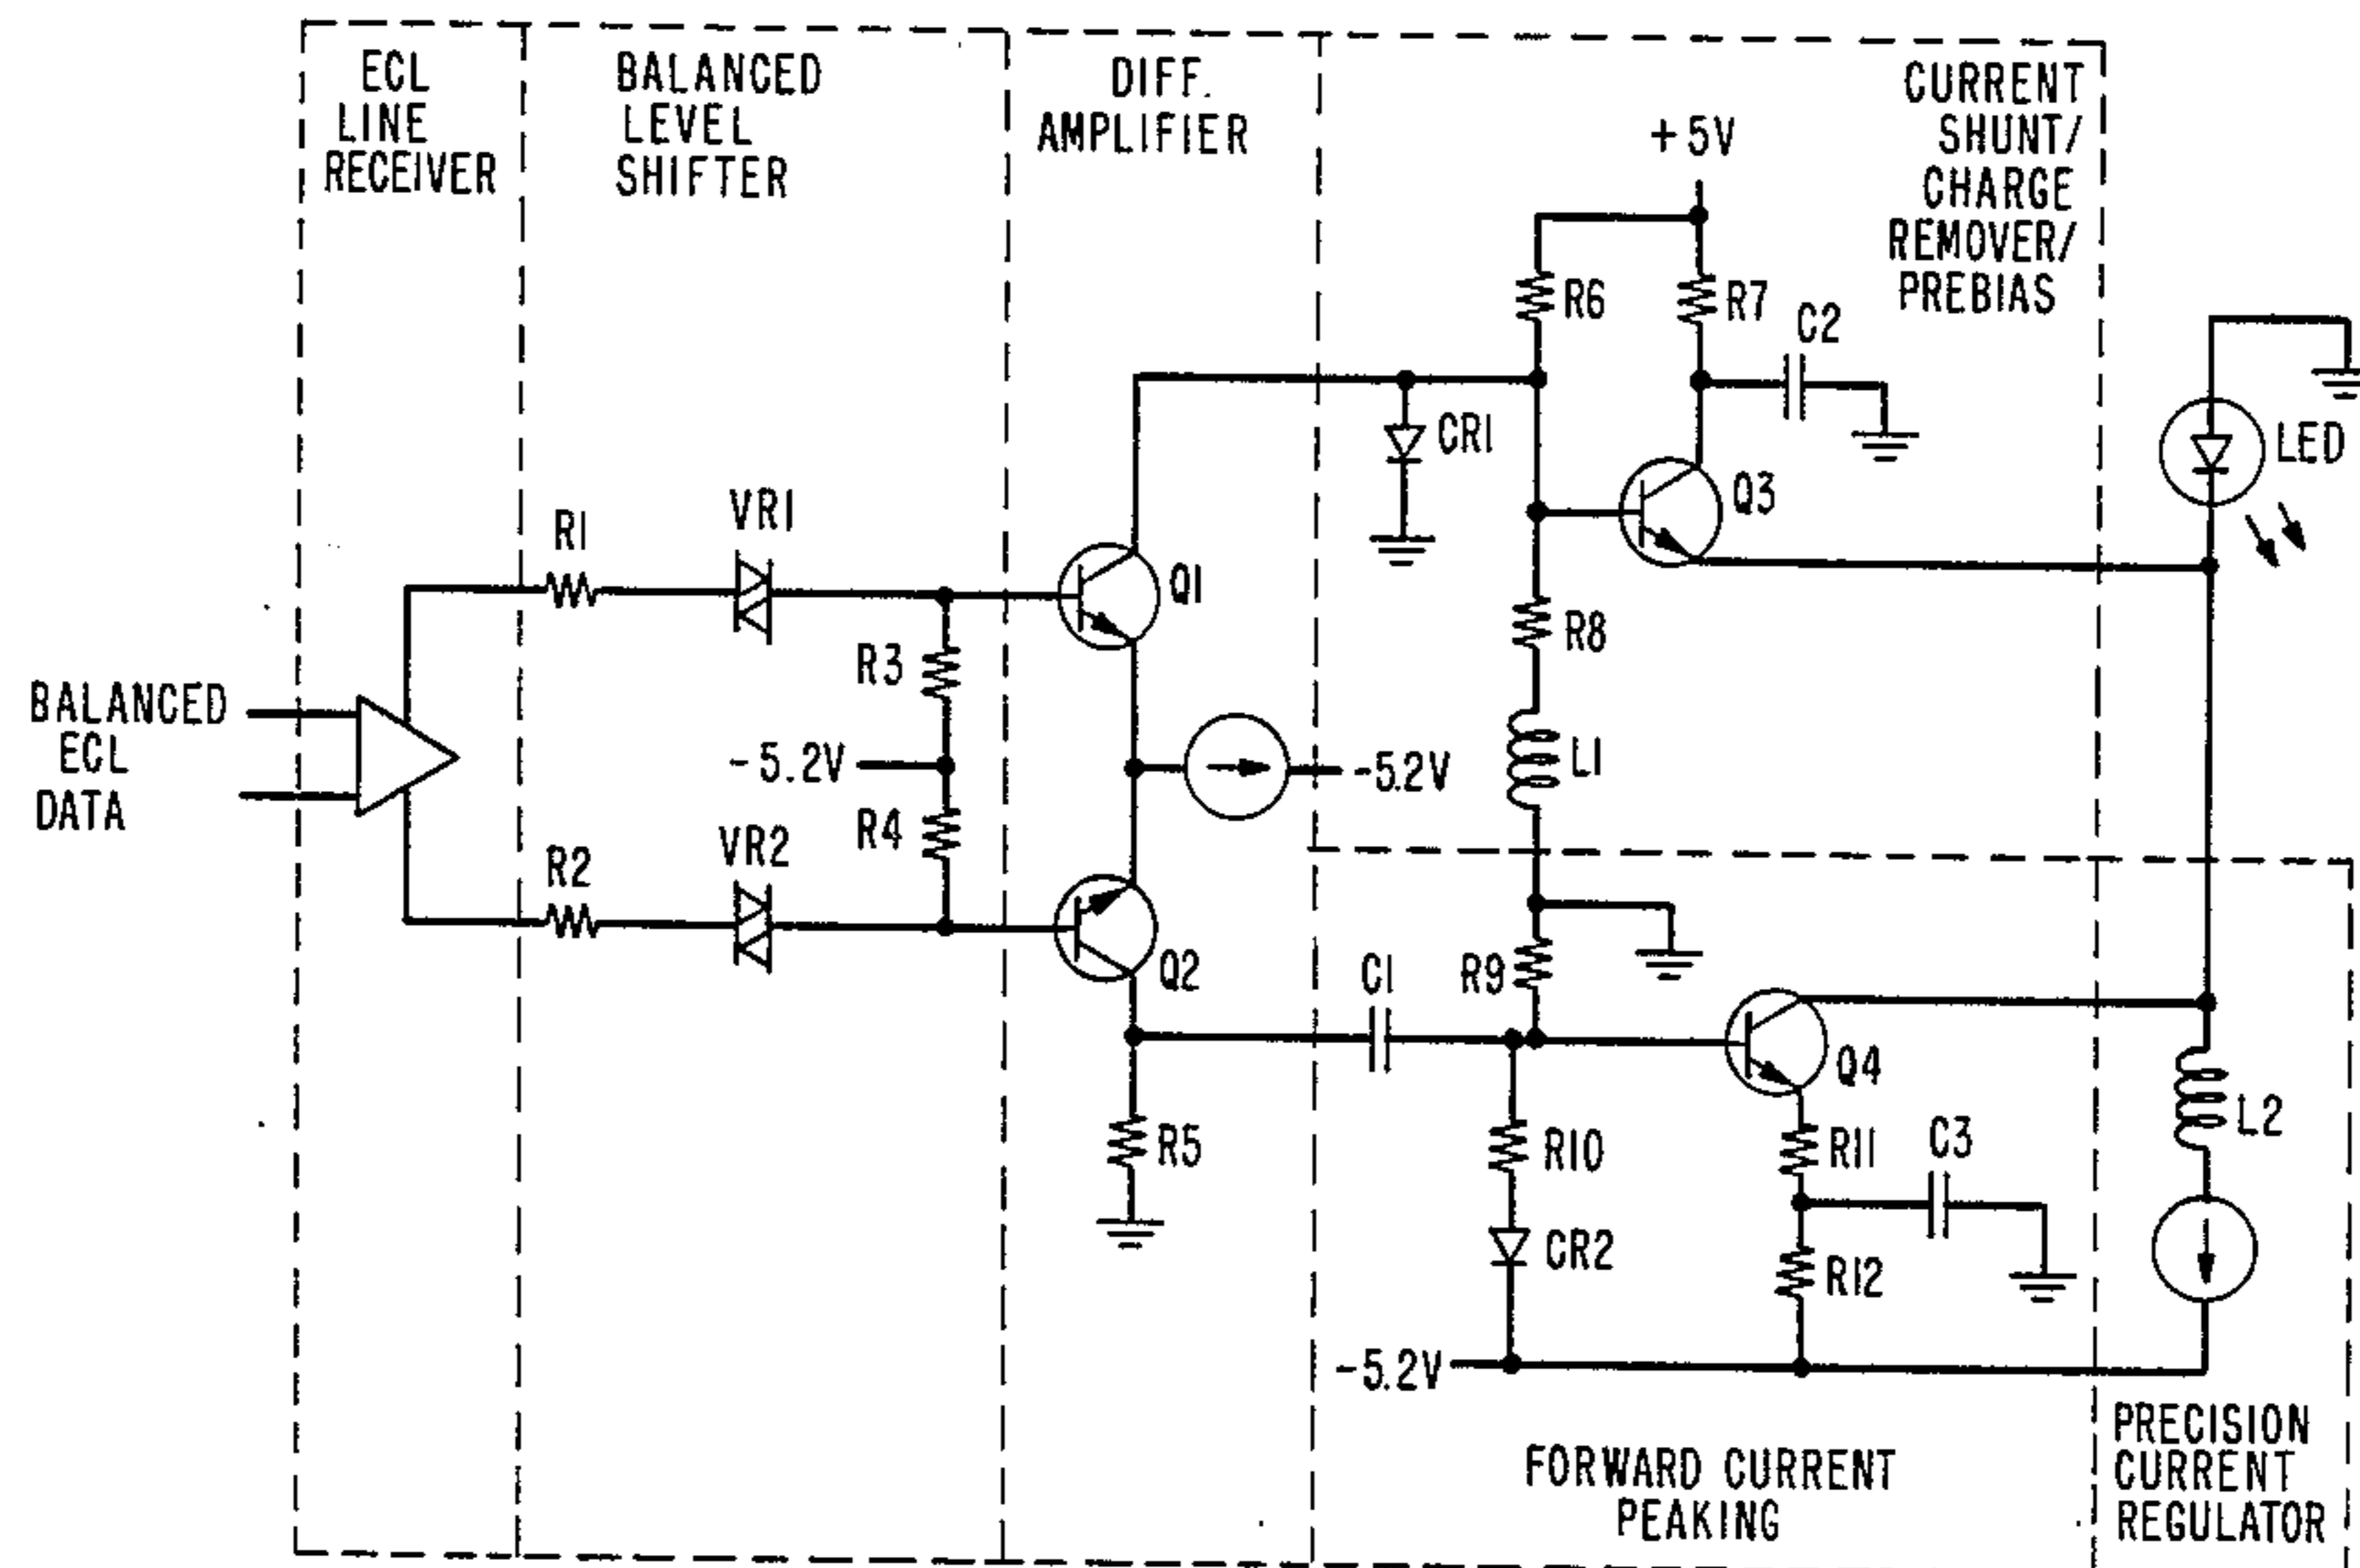 ECL
LINE
RECEIVER
BALANCED
LEVEL
SHIFTER
DIFF.
AMPLIFIER
CURRENT
SHUNT/
CHARGE
REMOVER/
PREBIAS
+5V
R6
R7
C2
CR1
Q3
LED
R1
VR1
Q1
R3
R8
BALANCED
ECL
DATA
-5.2V
-5.2V
L1
R2
VR2
R4
Q2
C1
R9
Q4
R5
R10
R11
C3
L2
CR2
R12
-5.2V
FORWARD CURRENT
PEAKING
PRECISION
CURRENT
REGULATOR